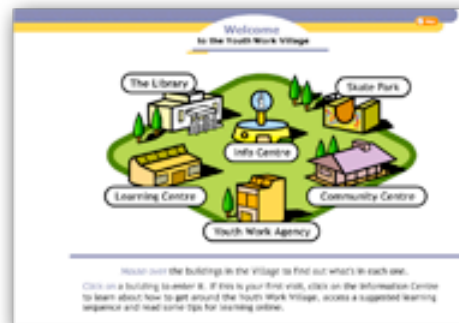 Welcome
to the Youth Work Village
The Library
Skate Park
Info Centre
Learning Centre
Community Centre
Youth Work Agency
Mouse over the buildings in the Village to find out what's in each one.
Click on a building to enter it. If this is your first visit, click on the Information Centre
to learn about how to get around the Youth Work Village, access a suggested learning
sequence and read some tips for learning online.